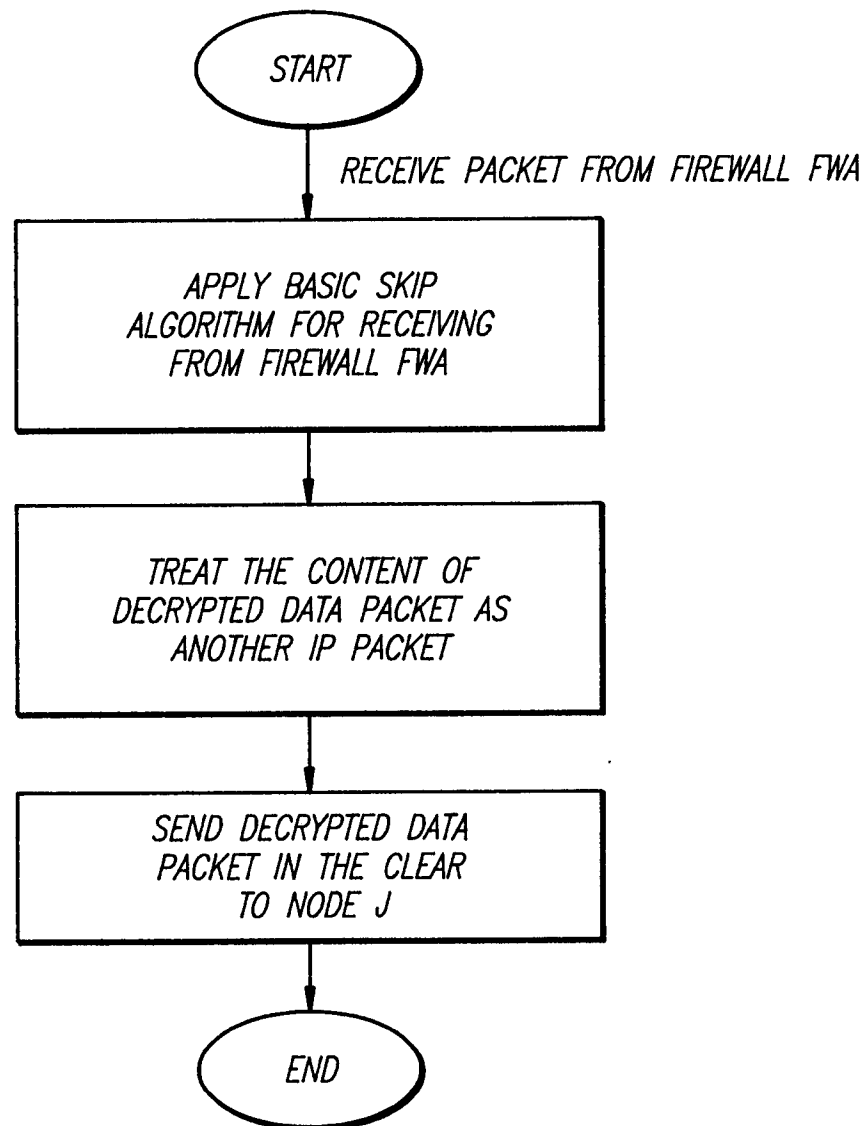 START
RECEIVE PACKET FROM FIREWALL FWA
APPLY BASIC SKIP
ALGORITHM FOR RECEIVING
FROM FIREWALL FWA
TREAT THE CONTENT OF
DECRYPTED DATA PACKET AS
ANOTHER IP PACKET
SEND DECRYPTED DATA
PACKET IN THE CLEAR
TO NODE J
END